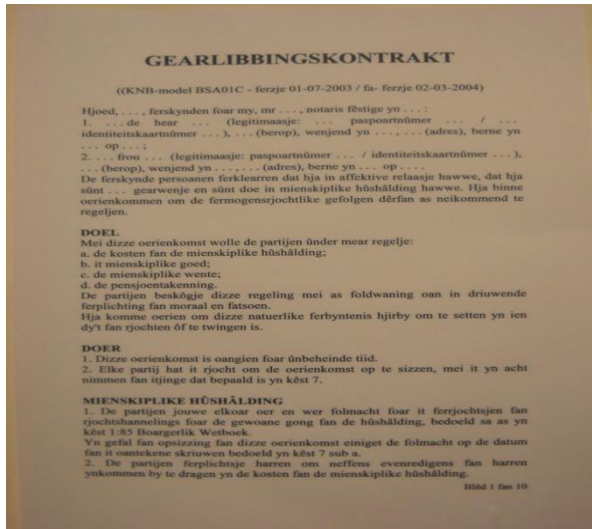 GEARLIBBINGSKONTRAKT
((KNB-model BSA01C - ferzje 01-07-2003 / fa- ferzje 02-03-2004)
Hjoed, . . . , ferskynden foar my, mr . . . , notaris fêstige yn . . . :
1. . . . de hear . . . (legitimaasje: . . . paspoartnûmer . . . / . . .
identiteitskaartnûmer . . . ), . . . (berop), wenjend yn . . . , . . . (adres), berne yn
. . . op . . . ;
2. . . . frou . . . (legitimaasje: paspoartnûmer . . . / identiteitskaartnûmer . . . ),
. . . (berop), wenjend yn . . . , . . . (adres), berne yn . . . op . . .
De ferskynde persoanen ferklearren dat hja in affektive relaasje hawwe, dat hja
sûnt . . . gearwenje en sûnt doe in mienskiplike hûshâlding hawwe. Hja binne
oerienkommen om de fermogensrjochtlike gefolgen dêrfan as neikommend te
regeljen.
DOEL
Mei dizze oerienkomst wolle de partijen ûnder mear regelje:
a. de kosten fan de mienskiplike hûshâlding;
b. it mienskiplike goed;
c. de mienskiplike wente;
d. de pensjoentakenning.
De partijen beskôgje dizze regeling mei as foldwaning oan in driuwende
ferplichting fan moraal en fatsoen.
Hja komme oerien om dizze natuerlike ferbyntenis hjirby om te setten yn ien
dy't fan rjochten ôf te twingen is.
DOER
1. Dizze oerienkomst is oangien foar ûnbeheinde tiid.
2. Elke partij hat it rjocht om de oerienkomst op te sizzen, mei it yn acht
nimmen fan itjinge dat bepaald is yn kêst 7.
MIENSKIPLIKE HÛSHÂLDING
1. De partijen jouwe elkoar oer en wer folmacht foar it ferrjochtsjen fan
rjochtshannelings foar de gewoane gong fan de hûshâlding, bedoeld sa as yn
kêst 1:85 Boargerlik Wetboek.
Yn gefal fan opsizzing fan dizze oerienkomst einiget de folmacht op de datum
fan it oantekene skriuwen bedoeld yn kêst 7 sub a.
2. De partijen ferplichtsje harren om neffens evenredigens fan harren
ynkommen by te dragen yn de kosten fan de mienskiplike hûshâlding.
Blêd 1 fan 10